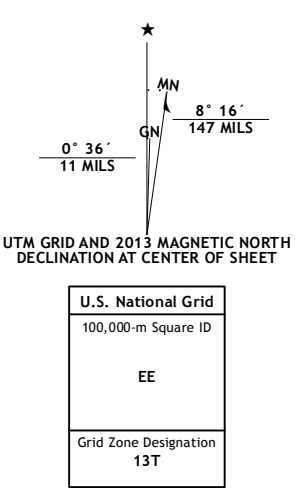 MN
GN
8° 16´
147 MILS
0° 36´
11 MILS
UTM GRID AND 2013 MAGNETIC NORTH
DECLINATION AT CENTER OF SHEET
U.S. National Grid
100,000-m Square ID
EE
Grid Zone Designation
13T